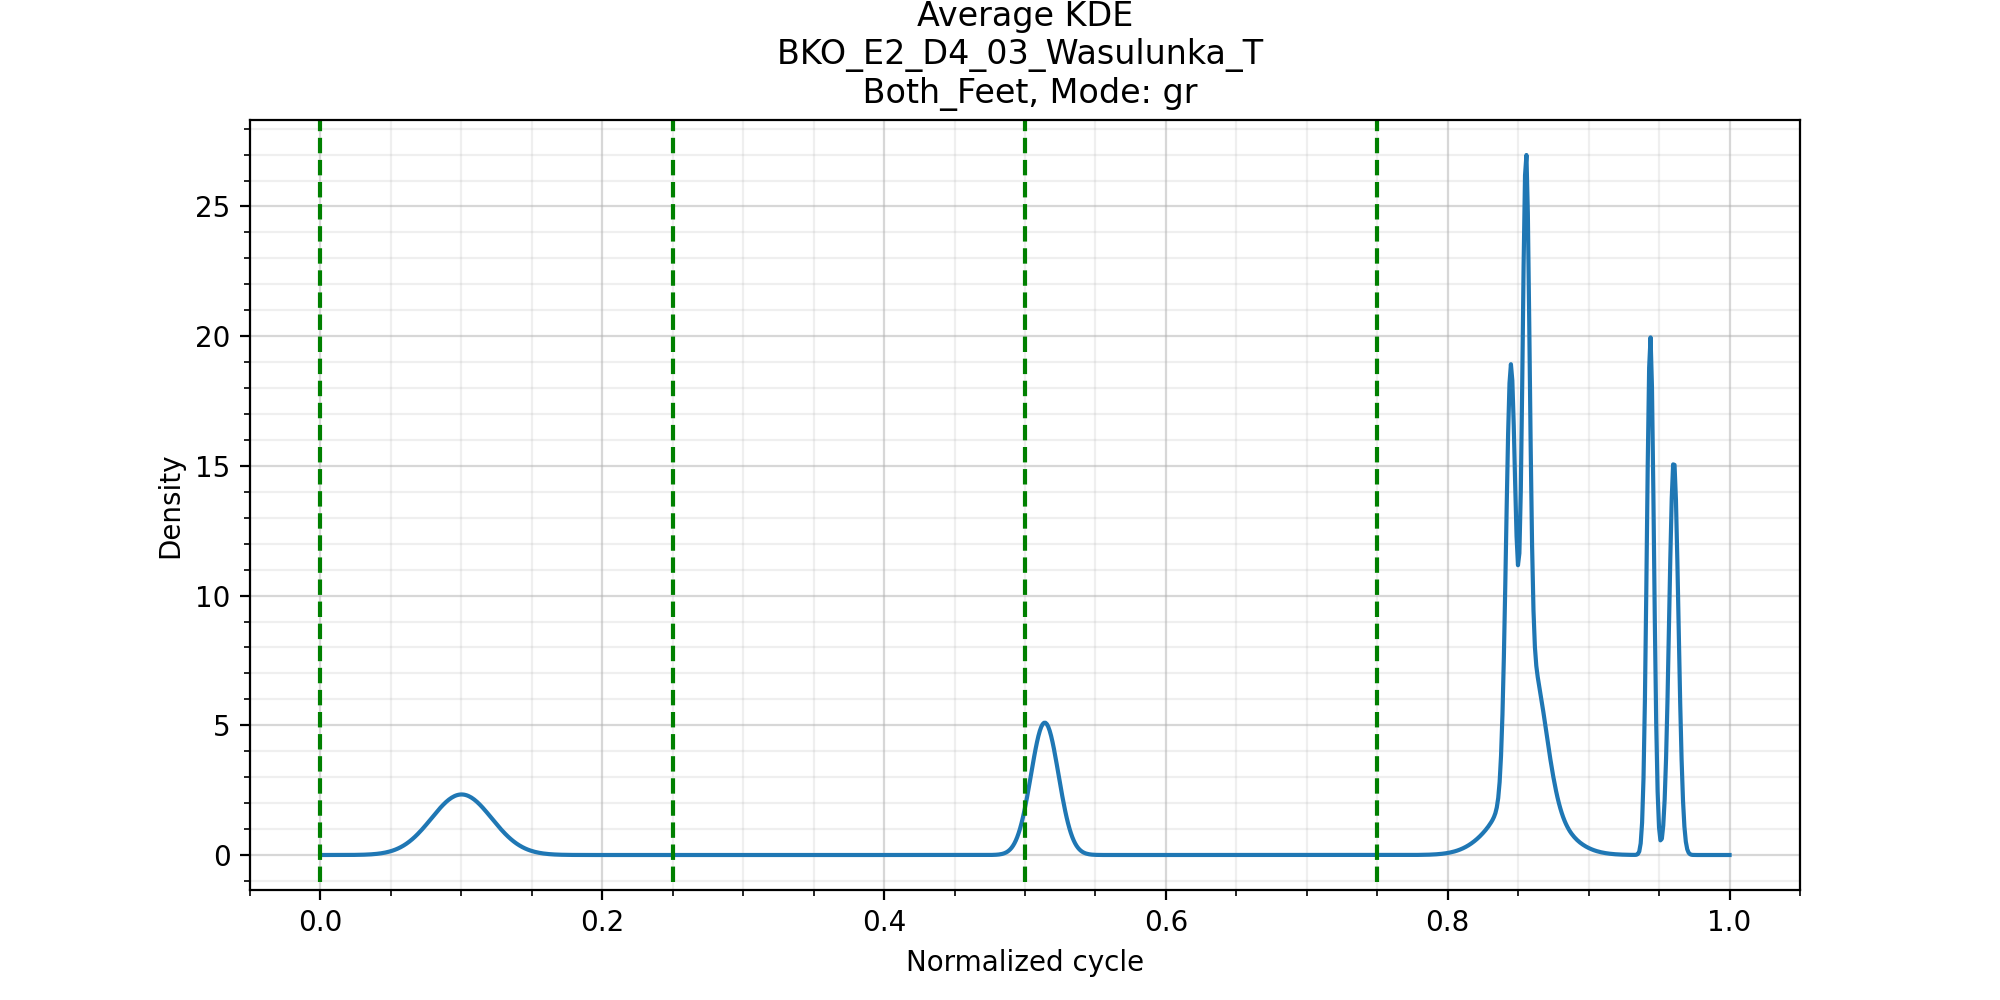 Average KDE
BKO_E2_D4_03_Wasulunka_T
Both_Feet, Mode: gr
25
20
15
10
5
0
Density
0.0 0.2 0.4 0.6 0.8 1.0
Normalized cycle